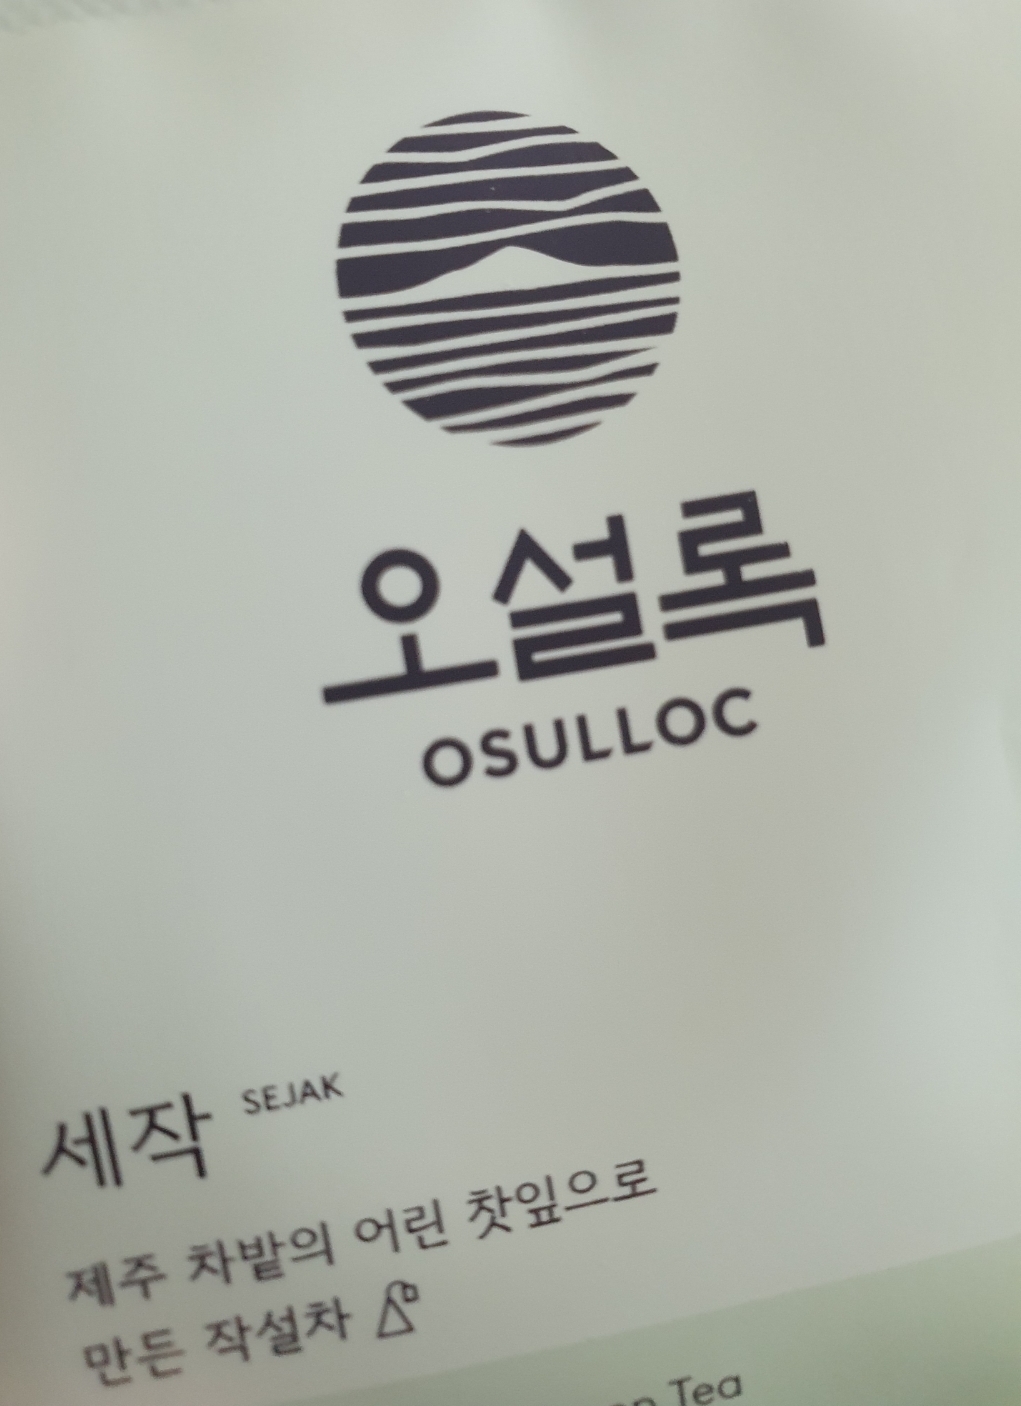 오설록
OSULLOC
세작 SEJAK
제주 차밭의 어린 찻잎으로
만든 작설차
Tea